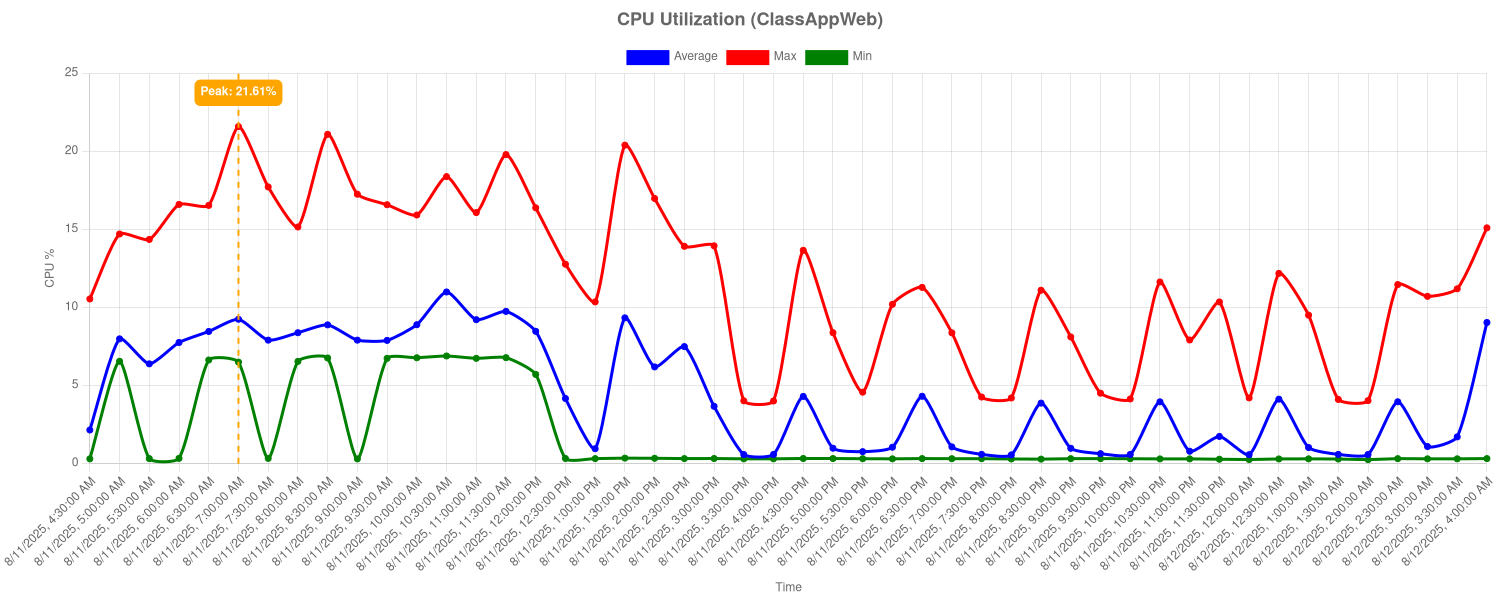 CPU Utilization (ClassAppWeb)
Average Max Min
25
Peak: 21.61%
20
15
CPU %
10
5
0
8/11/2025, 4:30:00 AM
8/11/2025, 5:00:00 AM
8/11/2025, 5:30:00 AM
8/11/2025, 6:00:00 AM
8/11/2025, 6:30:00 AM
8/11/2025, 7:00:00 AM
8/11/2025, 7:30:00 AM
8/11/2025, 8:00:00 AM
8/11/2025, 8:30:00 AM
8/11/2025, 9:00:00 AM
8/11/2025, 9:30:00 AM
8/11/2025, 10:00:00 AM
8/11/2025, 10:30:00 AM
8/11/2025, 11:00:00 AM
8/11/2025, 11:30:00 AM
8/11/2025, 12:00:00 PM
8/11/2025, 12:30:00 PM
8/11/2025, 1:00:00 PM
8/11/2025, 1:30:00 PM
8/11/2025, 2:00:00 PM
8/11/2025, 2:30:00 PM
8/11/2025, 3:00:00 PM
8/11/2025, 3:30:00 PM
8/11/2025, 4:00:00 PM
8/11/2025, 4:30:00 PM
8/11/2025, 5:00:00 PM
8/11/2025, 5:30:00 PM
8/11/2025, 6:00:00 PM
8/11/2025, 6:30:00 PM
8/11/2025, 7:00:00 PM
8/11/2025, 7:30:00 PM
8/11/2025, 8:00:00 PM
8/11/2025, 8:30:00 PM
8/11/2025, 9:00:00 PM
8/11/2025, 9:30:00 PM
8/11/2025, 10:00:00 PM
8/11/2025, 10:30:00 PM
8/11/2025, 11:00:00 PM
8/11/2025, 11:30:00 PM
8/12/2025, 12:00:00 AM
8/12/2025, 12:30:00 AM
8/12/2025, 1:00:00 AM
8/12/2025, 1:30:00 AM
8/12/2025, 2:00:00 AM
8/12/2025, 2:30:00 AM
8/12/2025, 3:00:00 AM
8/12/2025, 3:30:00 AM
8/12/2025, 4:00:00 AM
Time